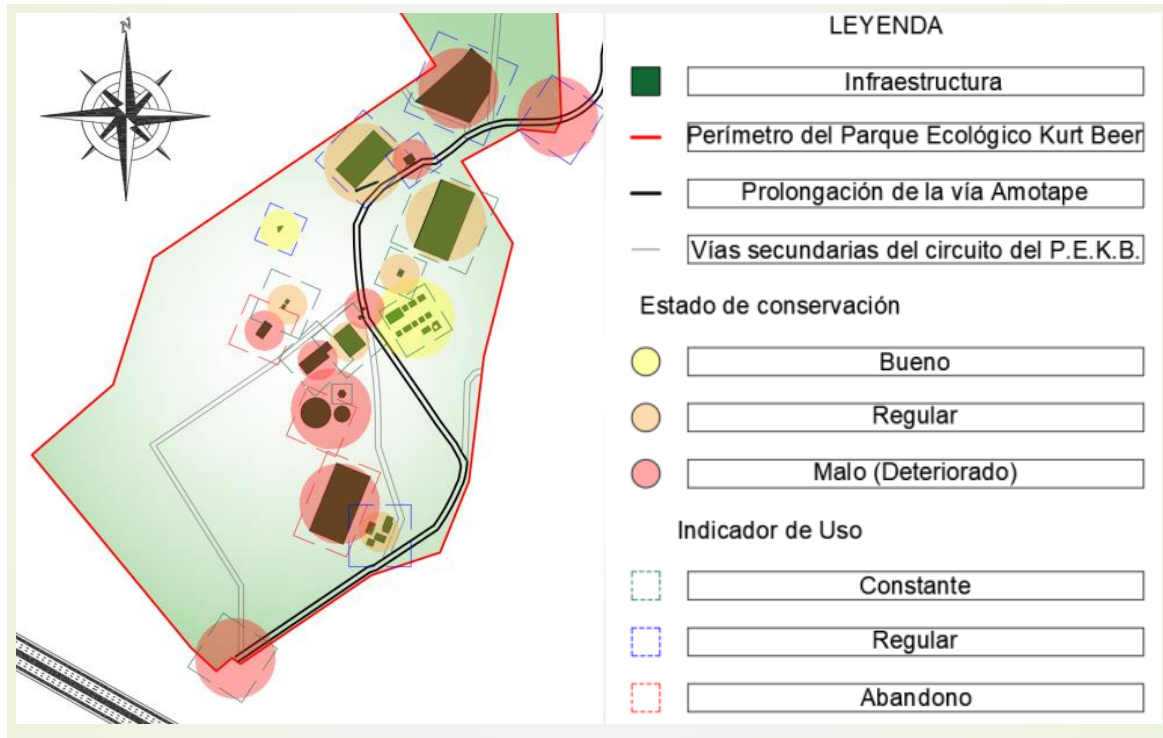 N
LEYENDA
Infraestructura
Perímetro del Parque Ecológico Kurt Beer
Prolongación de la vía Amotape
Vías secundarias del circuito del P.E.K.B.
Estado de conservación
Bueno
Regular
Malo (Deteriorado)
Indicador de Uso
Constante
Regular
Abandono